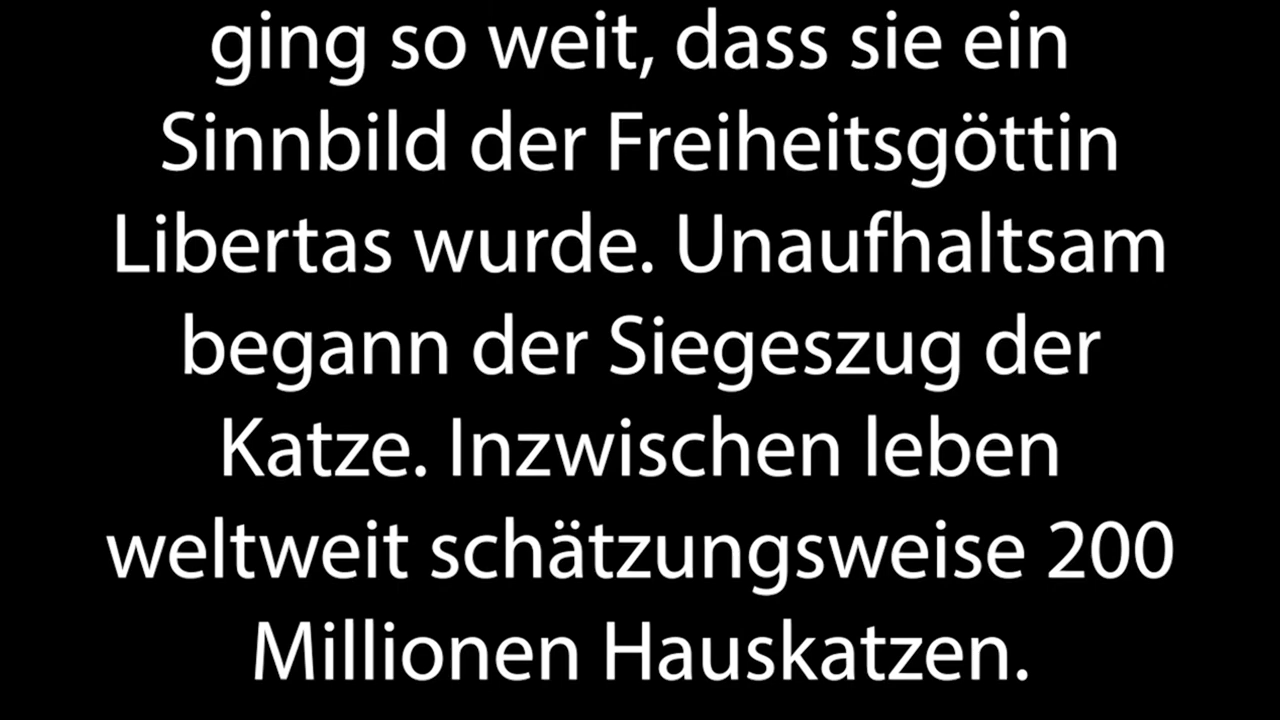 ging so weit, dass sie ein
Sinnbild der Freiheitsgöttin
Libertas wurde. Unaufhaltsam
begann der Siegeszug der
Katze. Inzwischen leben
weltweit schätzungsweise 200
Millionen Hauskatzen.